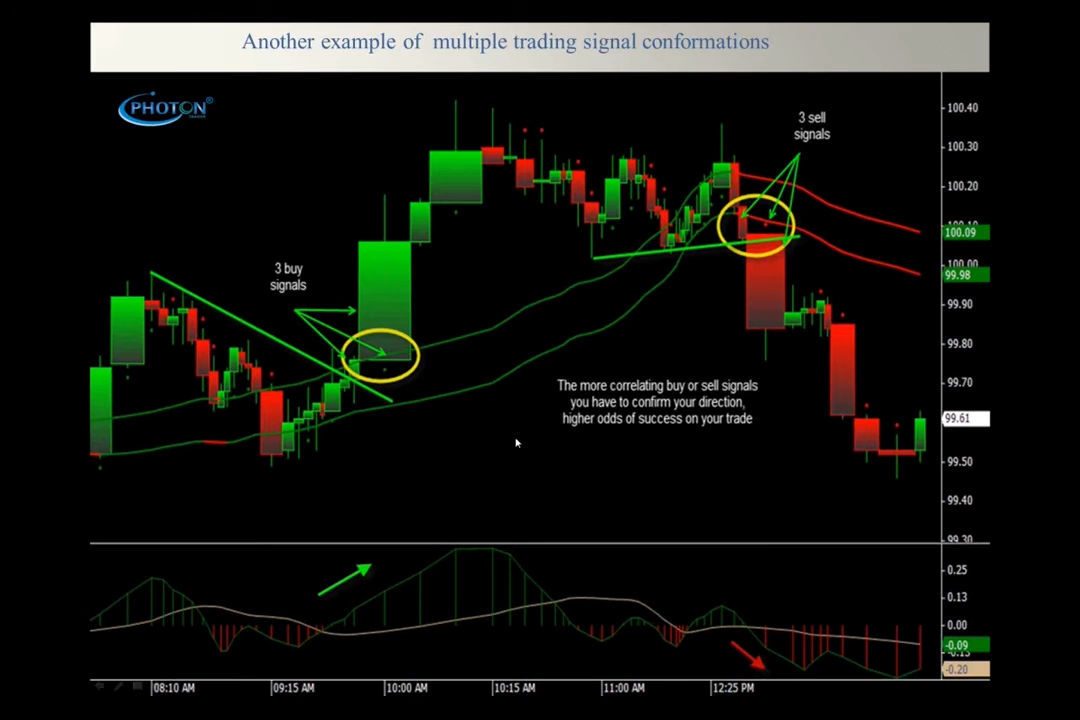 Another example of multiple trading signal conformations
PHOTON®
3 sell
signals
3 buy
signals
The more correlating buy or sell signals
you have to confirm your direction,
higher odds of success on your trade
100.40
100.30
100.20
100.10
100.09
100.00
99.98
99.90
99.80
99.70
99.61
99.50
99.40
99.30
0.25
0.13
0.00
-0.09
-0.13
-0.20
08:10 AM
09:15 AM
10:00 AM
10:15 AM
11:00 AM
12:25 PM